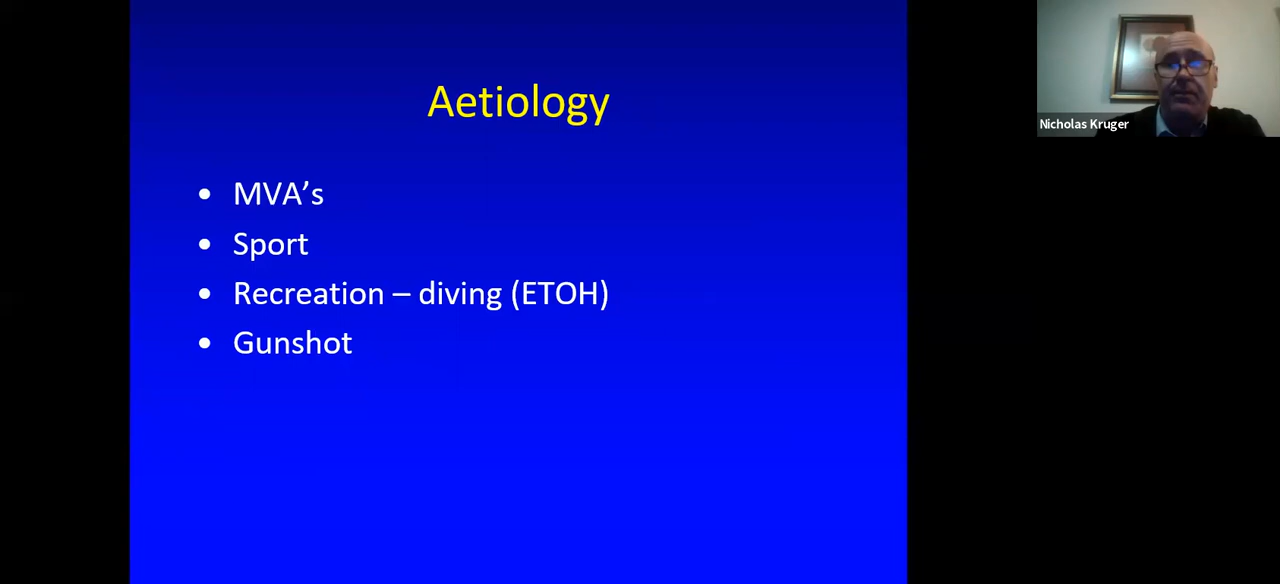 Aetiology
• MVA’s
• Sport
• Recreation – diving (ETOH)
• Gunshot
Nicholas Kruger